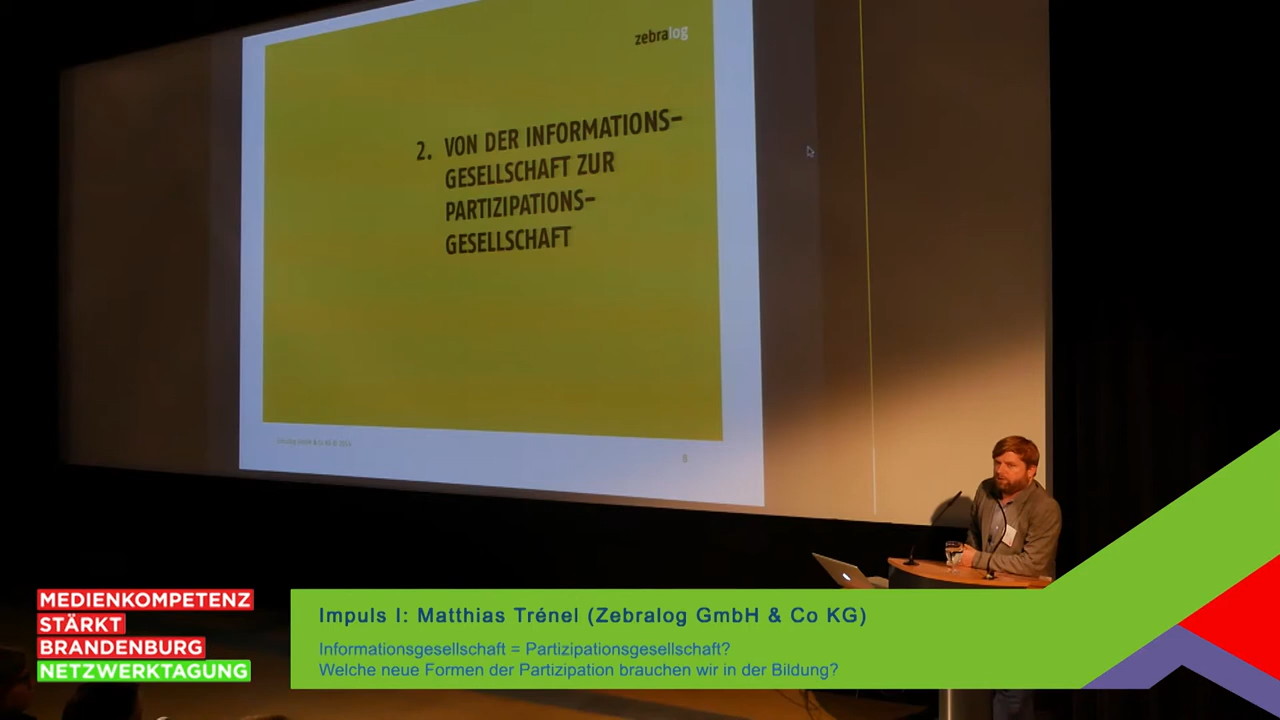 zebralog
2. VON DER INFORMATIONS-
GESELLSCHAFT ZUR
PARTIZIPATIONS-
GESELLSCHAFT
8
MEDIENKOMPETENZ
STÄRKT
BRANDENBURG
NETZWERKTAGUNG
Impuls I: Matthias Trénel (Zebralog GmbH & Co KG)
Informationsgesellschaft = Partizipationsgesellschaft?
Welche neue Formen der Partizipation brauchen wir in der Bildung?